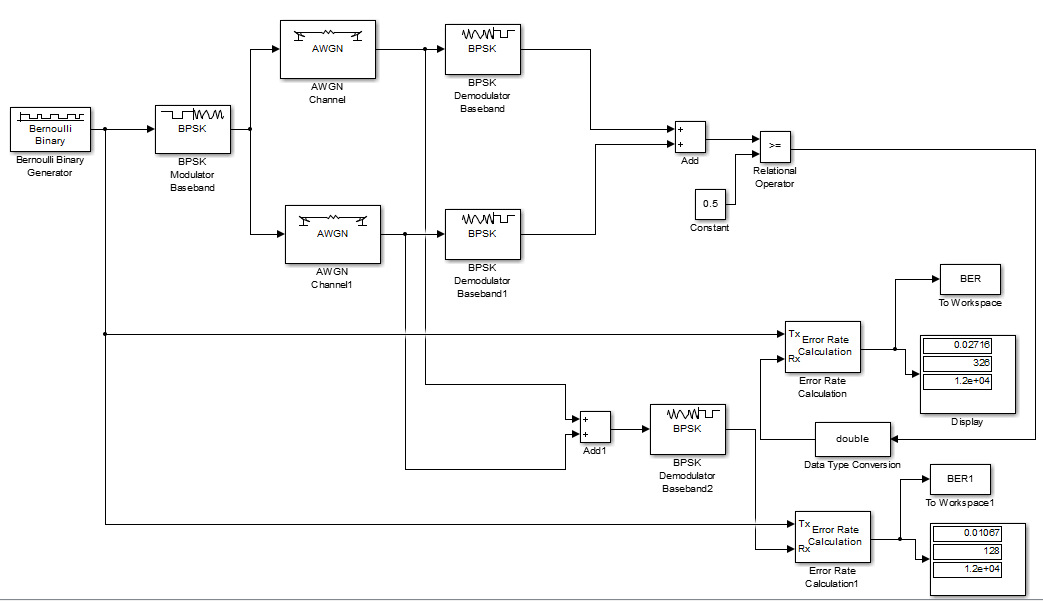 AWGN
AWGN
Channel
BPSK
BPSK
Demodulator
Baseband
Bernoulli
Binary
Bernoulli Binary
Generator
BPSK
BPSK
Modulator
Baseband
+
+
Add
>=
Relational
Operator
0.5
Constant
AWGN
AWGN
Channel1
BPSK
BPSK
Demodulator
Baseband1
BER
To Workspace
Tx
Rx
Error Rate
Calculation
Error Rate
Calculation
0.02716
326
1.2e+04
Display
+
+
Add1
BPSK
BPSK
Demodulator
Baseband2
double
Data Type Conversion
BER1
To Workspace1
Tx
Rx
Error Rate
Calculation
Error Rate
Calculation1
0.01067
128
1.2e+04